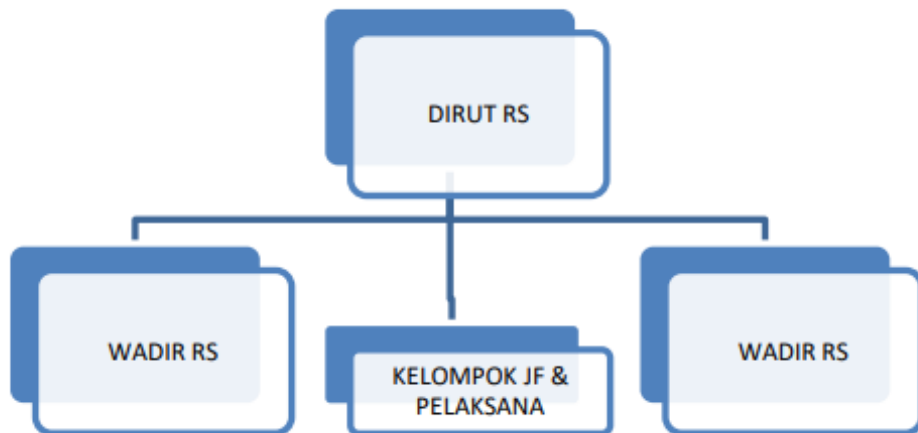 DIRUT RS
WADIR RS
KELOMPOK JF &
PELAKSANA
WADIR RS